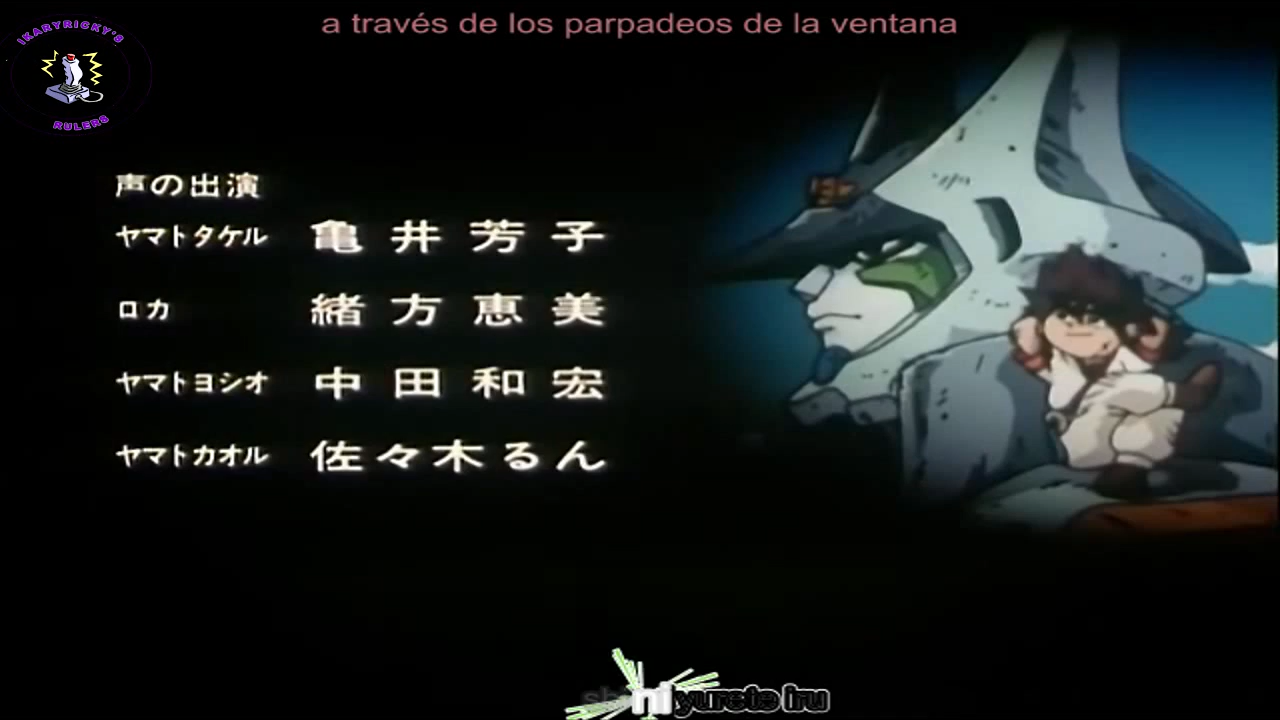 a través de los parpadeos de la ventana
IKARYRICKY'S
RULERS
声の出演
ヤマトタケル 亀井芳子
ロカ 緒方恵美
ヤマトヨシオ 中田和宏
ヤマトカオル 佐々木るん
ni yurete iru